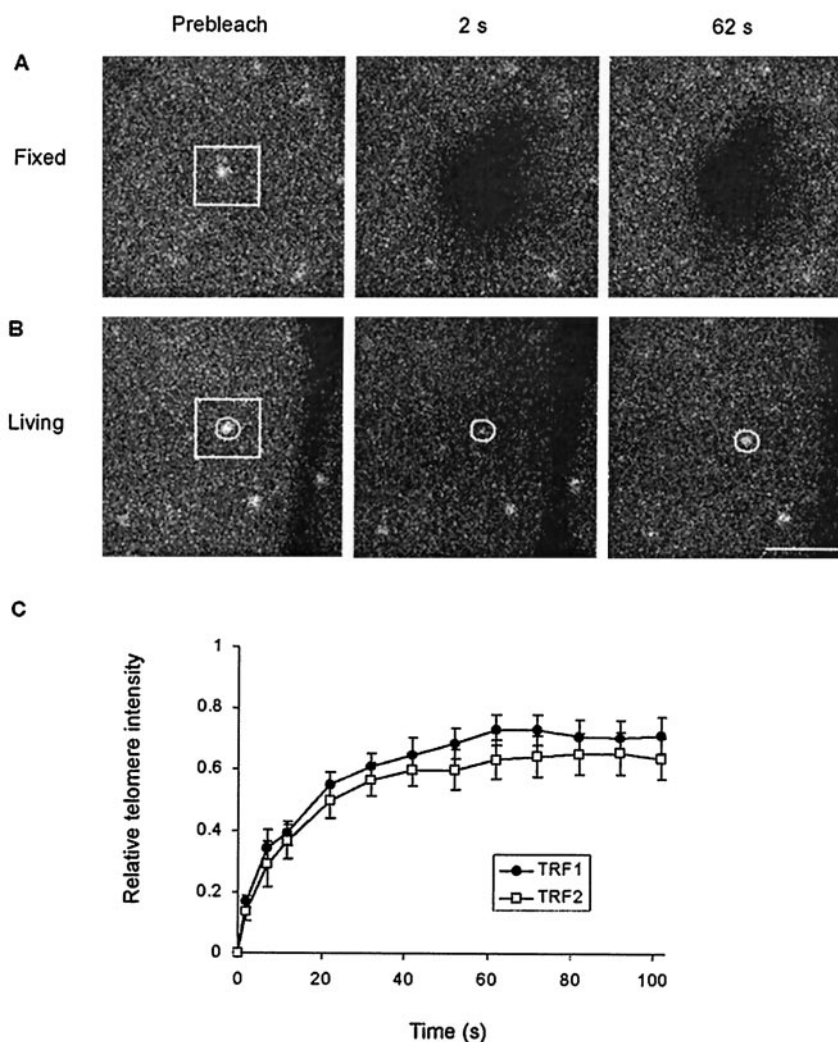 Prebleach 2 s 62 s
A
Fixed
B
Living
C
Relative telomere intensity
1
0.8
0.6
0.4
0.2
0
TRF1
TRF2
0 20 40 60 80 100
Time (s)